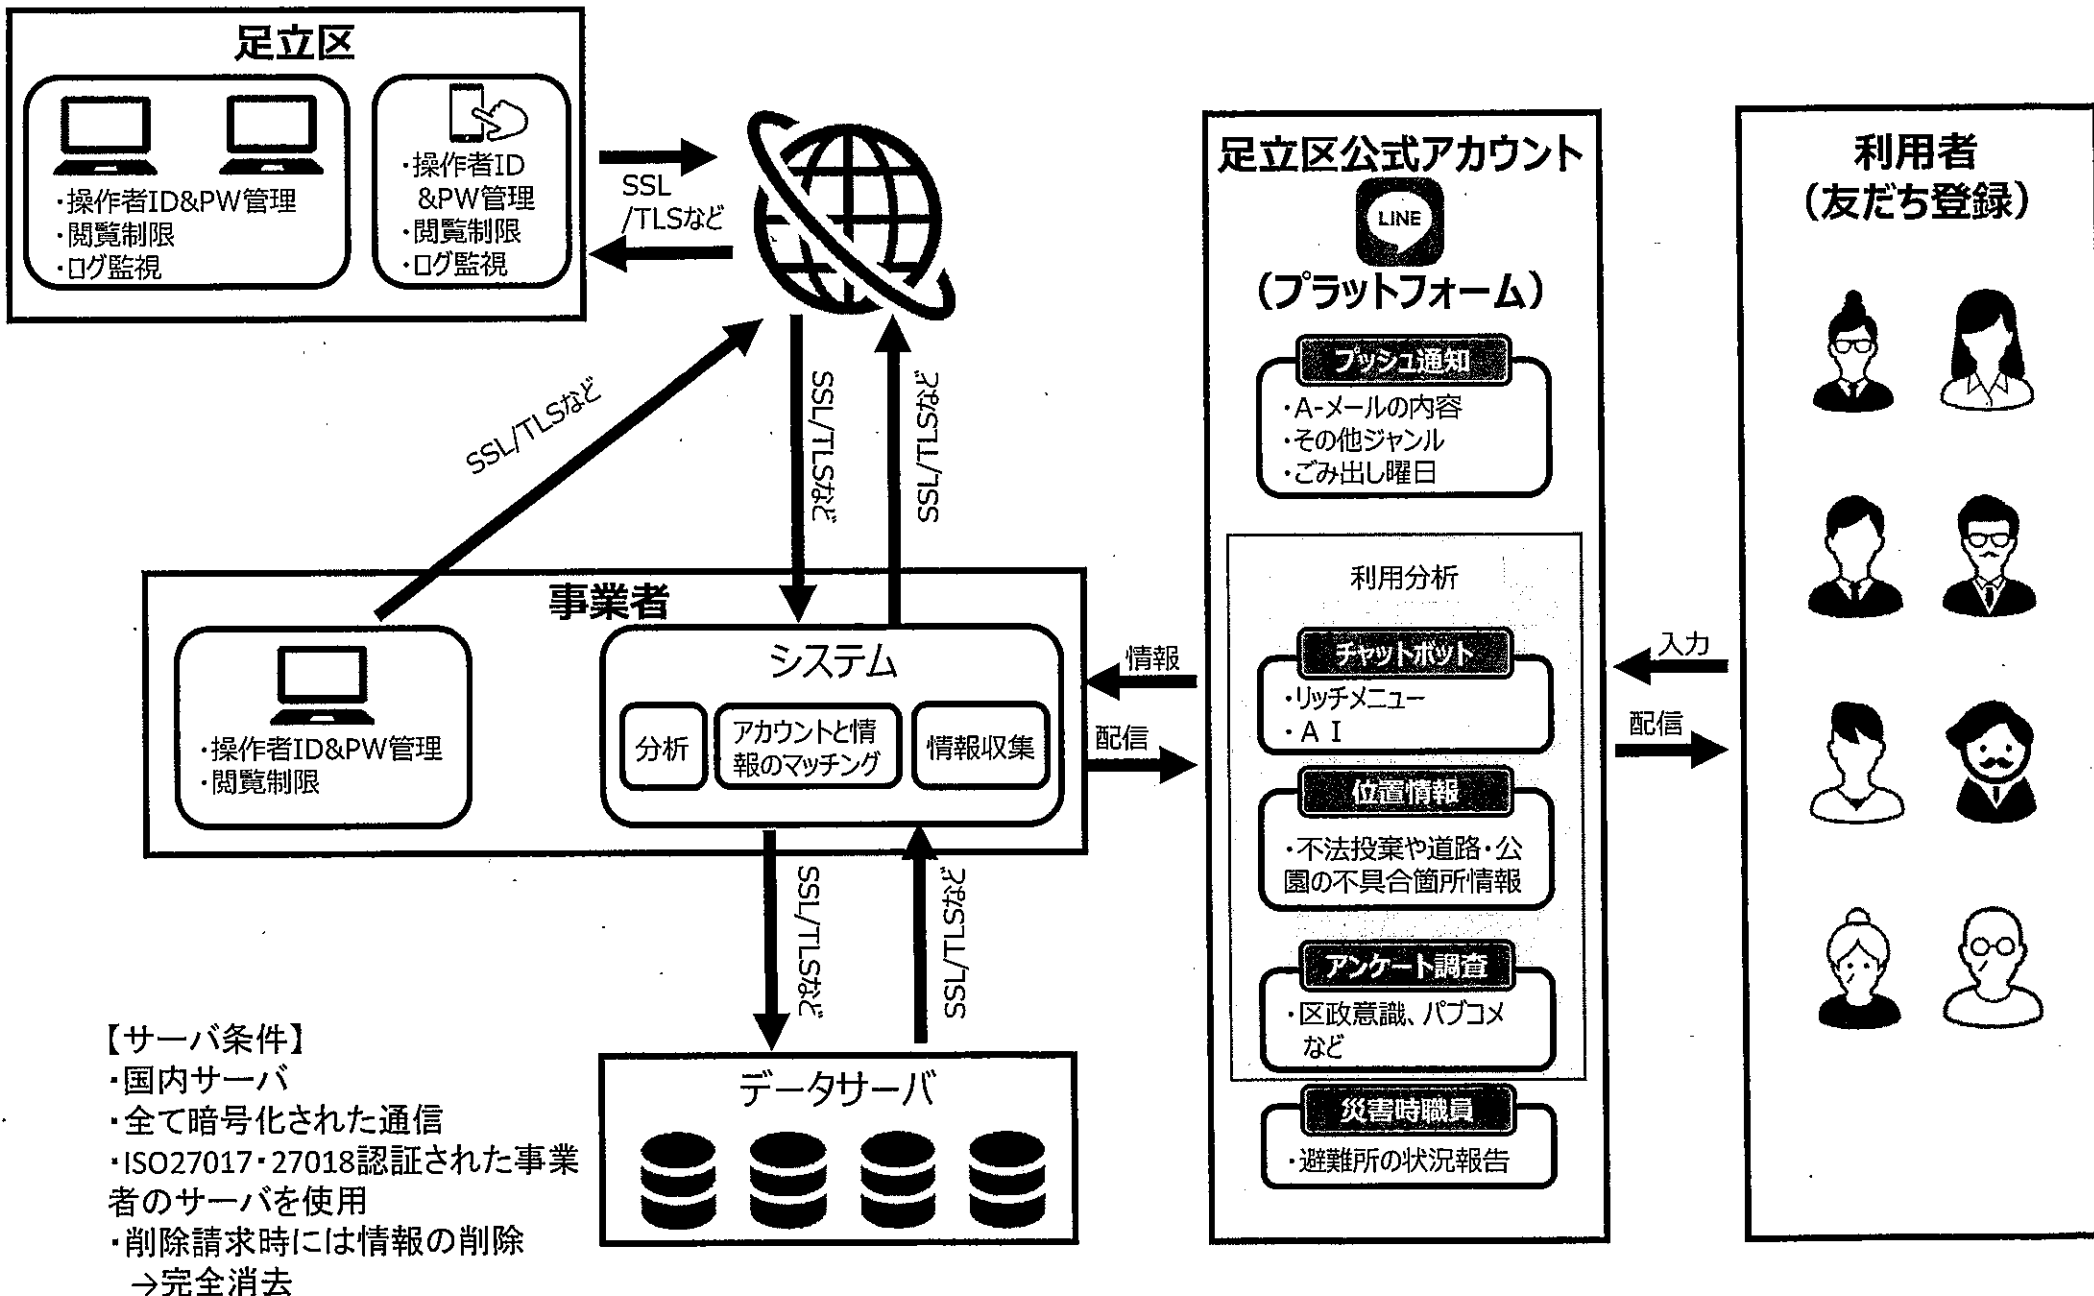 足立区
・操作者ID&PW管理
・閲覧制限
・ログ監視
・操作者ID
&PW管理
・閲覧制限
・ログ監視
SSL
/TLSなど
SSL/TLSなど
SSL/TLSなど
SSL/TLSなど
事業者
・操作者ID&PW管理
・閲覧制限
システム
分析
アカウントと情
報のマッチング
情報収集
SSL/TLSなど
SSL/TLSなど
データサーバ
【サーバ条件】
・国内サーバ
・全て暗号化された通信
・ISO27017・27018認証された事業
者のサーバを使用
・削除請求時には情報の削除
→完全消去
情報
配信
足立区公式アカウント
LINE
（プラットフォーム）
プッシュ通知
・A-メールの内容
・その他ジャンル
・ごみ出し曜日
利用分析
チャットボット
・リッチメニュー
・ＡＩ
位置情報
・不法投棄や道路・公
園の不具合箇所情報
アンケート調査
・区政意識、パブコメ
など
災害時職員
・避難所の状況報告
入力
配信
利用者
（友だち登録）